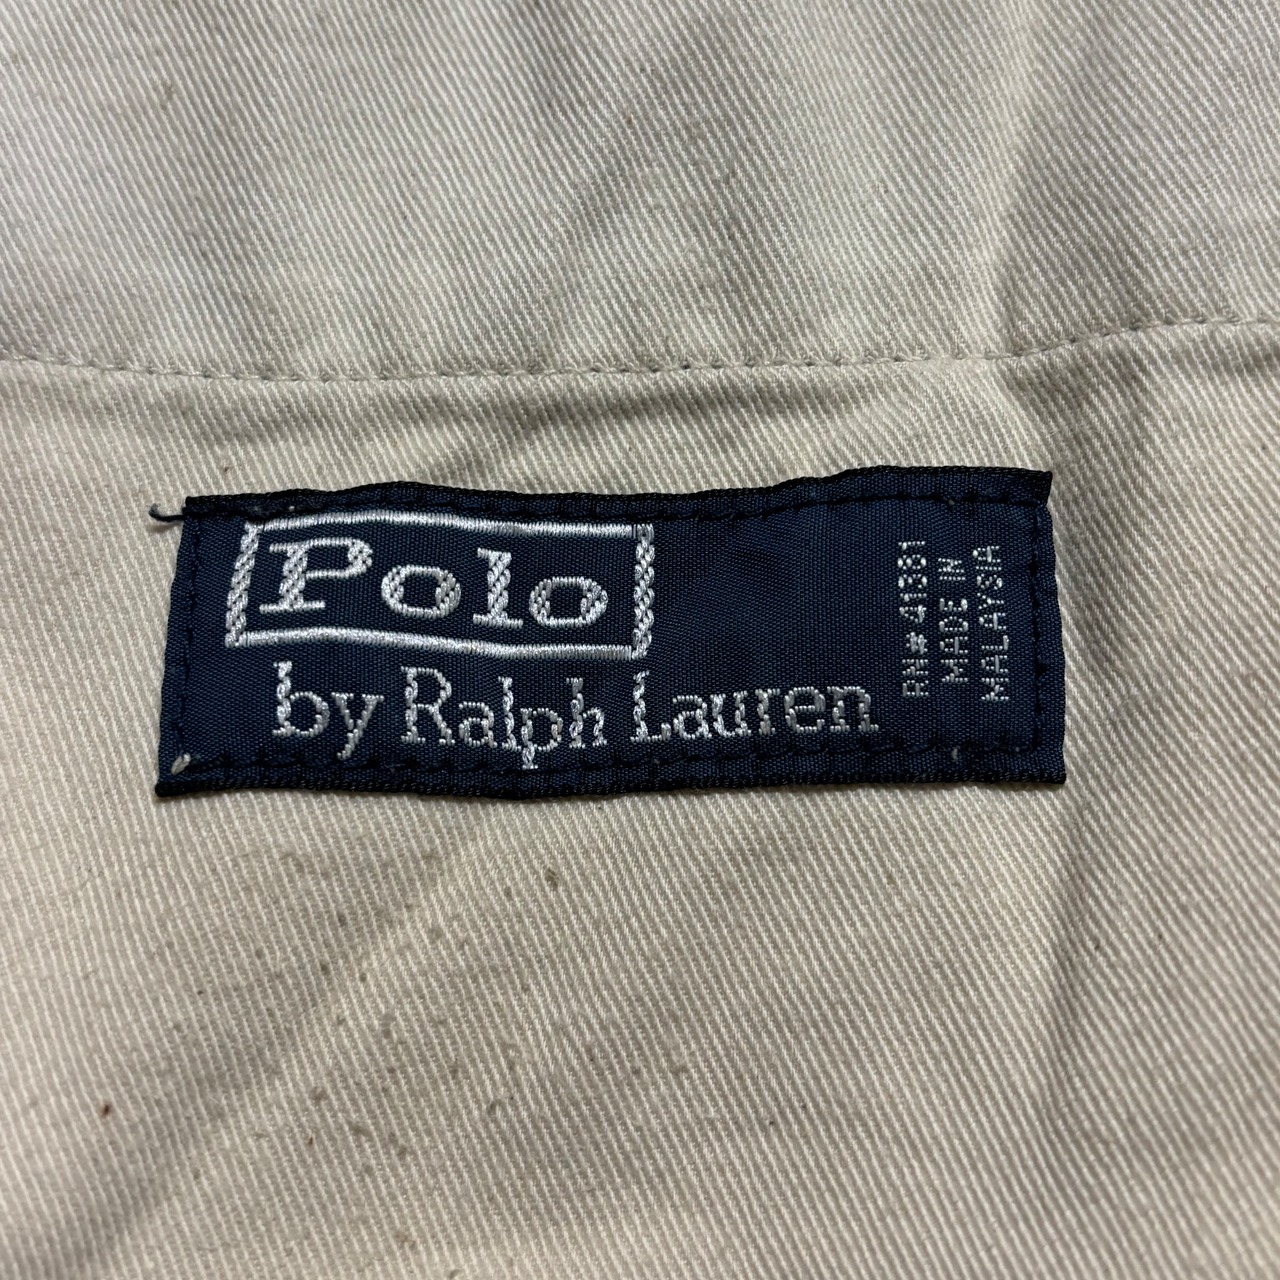 Polo
by Ralph Lauren
RN# 41381
MADE IN
MALAYSIA